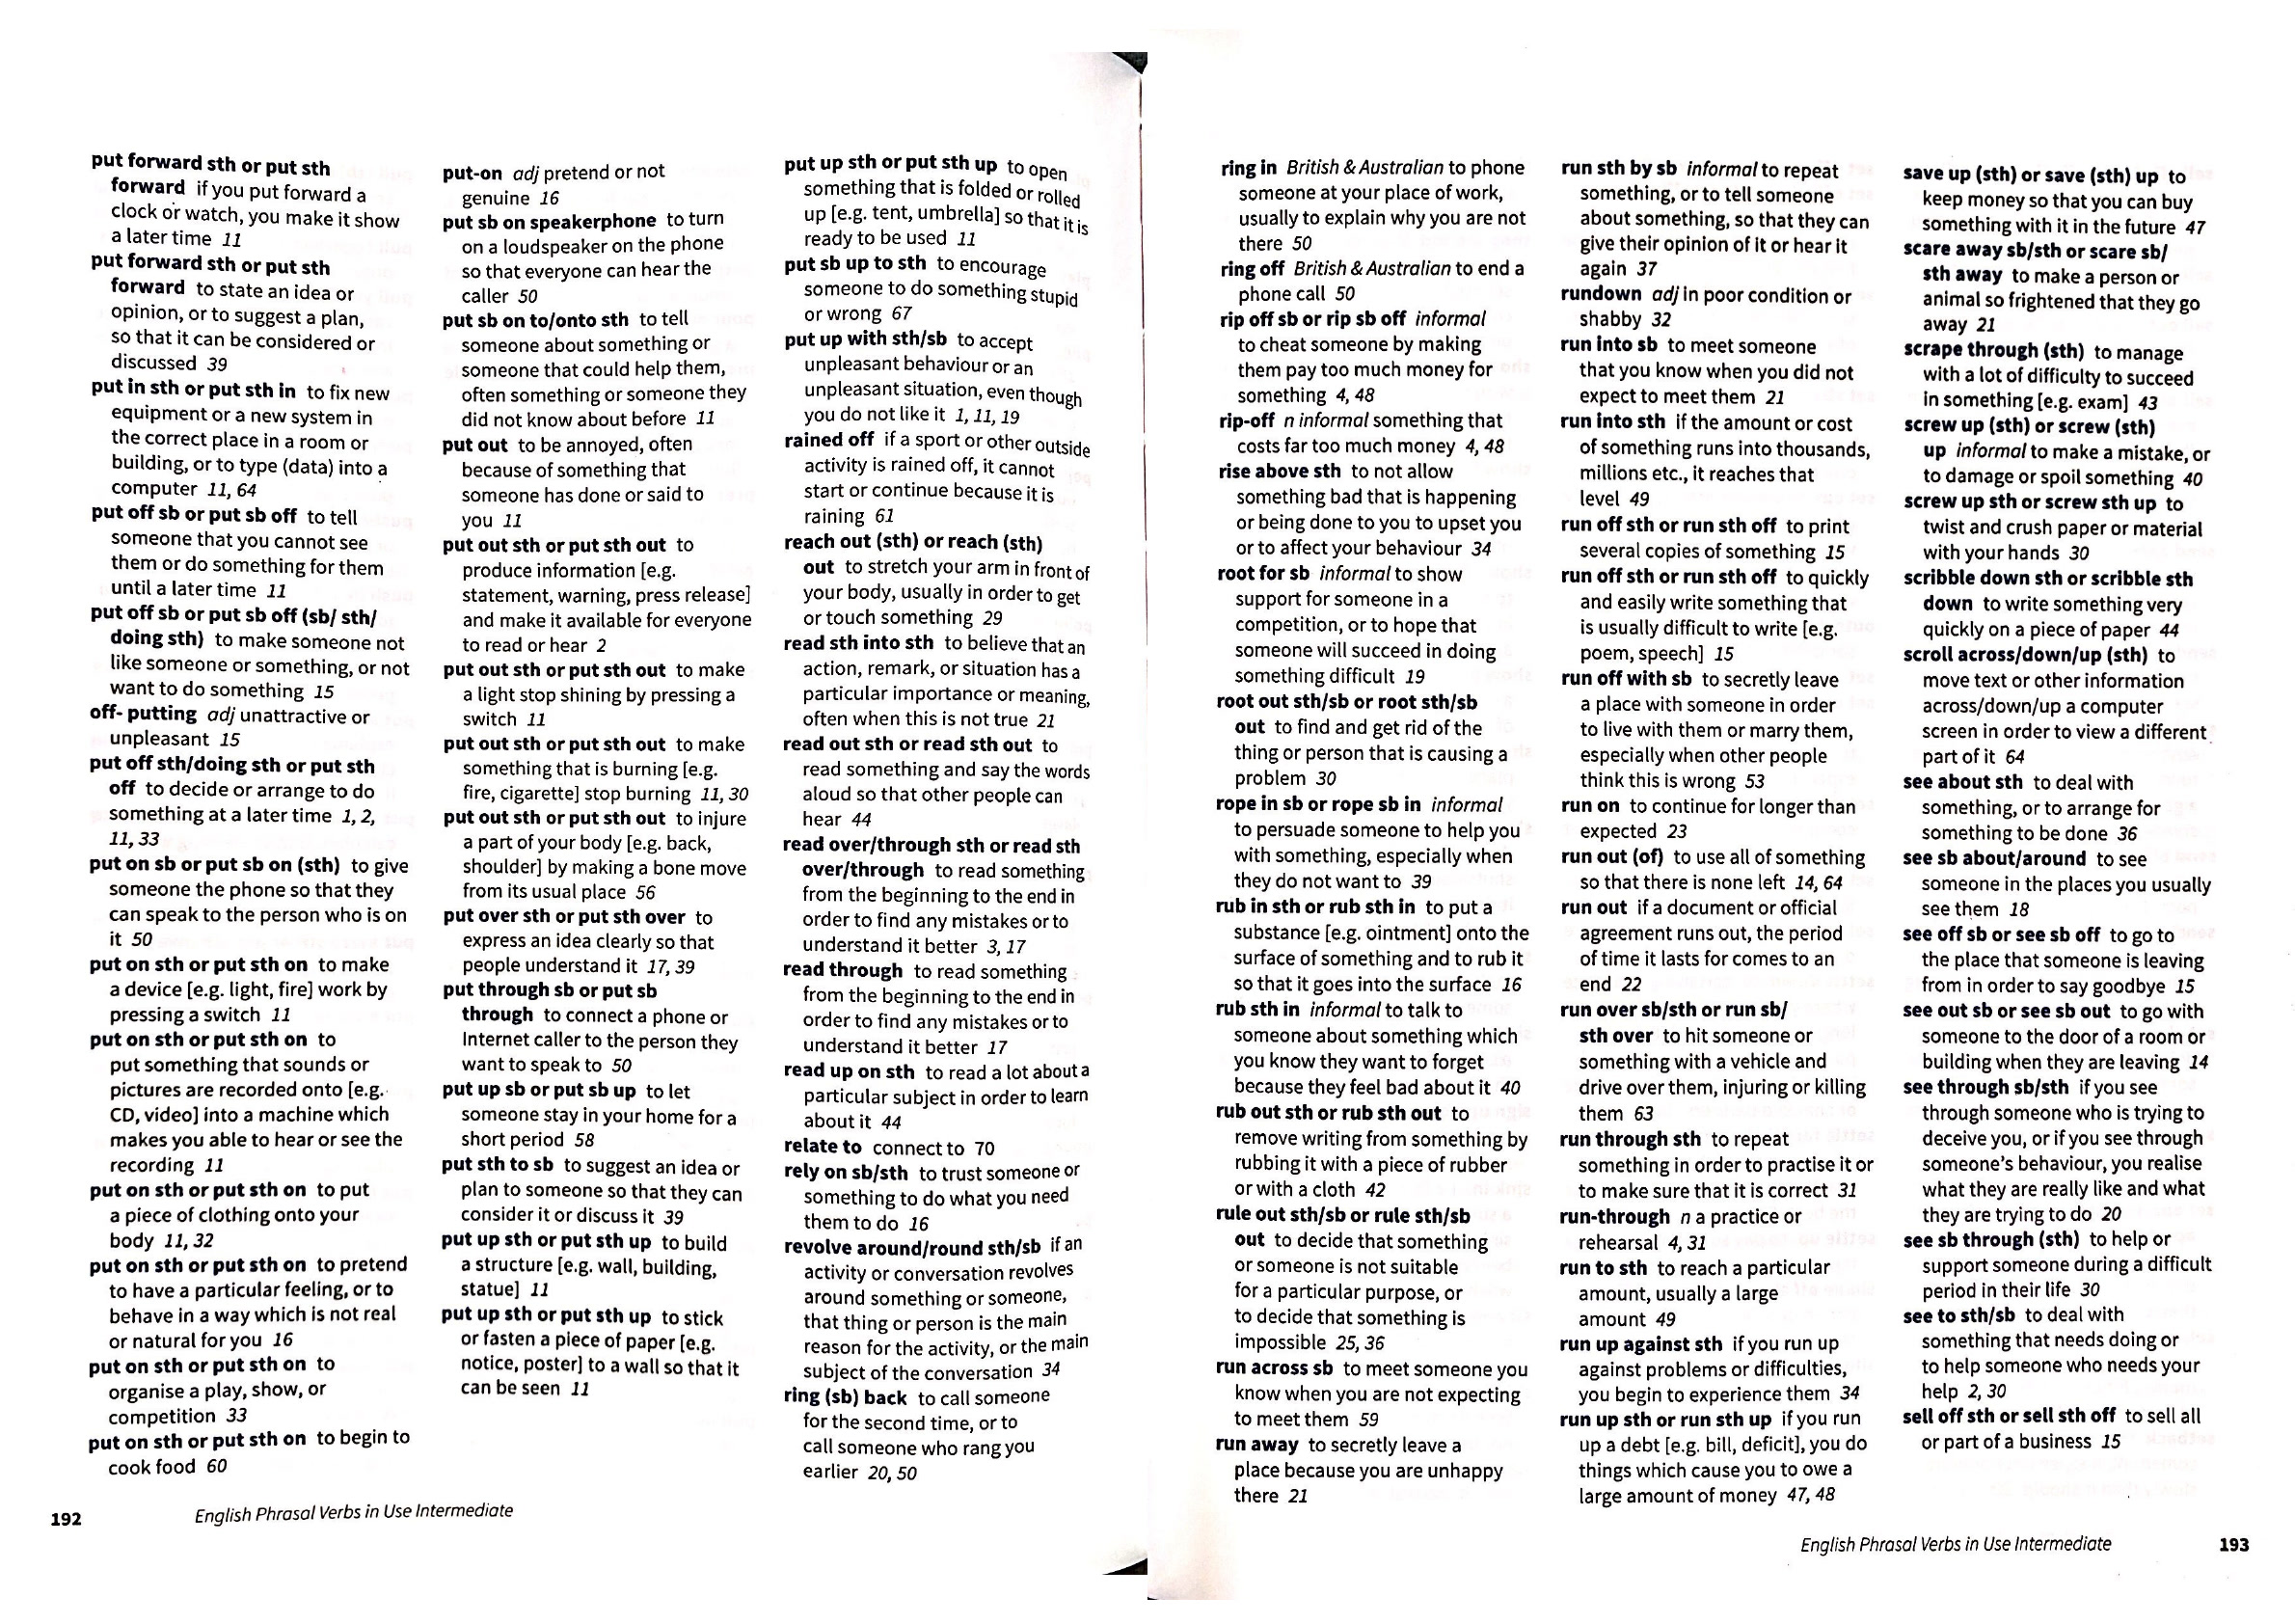 put forward sth or put sth
forward if you put forward a
clock or watch, you make it show
a later time 11
put forward sth or put sth
forward to state an idea or
opinion, or to suggest a plan,
so that it can be considered or
discussed 39
put in sth or put sth in to fix new
equipment or a new system in
the correct place in a room or
building, or to type (data) into a
computer 11, 64
put off sb or put sb off to tell
someone that you cannot see
them or do something for them
until a later time 11
put off sb or put sb off (sb/ sth/
doing sth) to make someone not
like someone or something, or not
want to do something 15
off- putting adj unattractive or
unpleasant 15
put off sth/doing sth or put sth
off to decide or arrange to do
something at a later time 1, 2,
11, 33
put on sb or put sb on (sth) to give
someone the phone so that they
can speak to the person who is on
it 50
put on sth or put sth on to make
a device [e.g. light, fire] work by
pressing a switch 11
put on sth or put sth on to
put something that sounds or
pictures are recorded onto [e.g.
CD, video] into a machine which
makes you able to hear or see the
recording 11
put on sth or put sth on to put
a piece of clothing onto your
body 11, 32
put on sth or put sth on to pretend
to have a particular feeling, or to
behave in a way which is not real
or natural for you 16
put on sth or put sth on to
organise a play, show, or
competition 33
put on sth or put sth on to begin to
cook food 60
put-on adj pretend or not
genuine 16
put sb on speakerphone to turn
on a loudspeaker on the phone
so that everyone can hear the
caller 50
put sb on to/onto sth to tell
someone about something or
someone that could help them,
often something or someone they
did not know about before 11
put out to be annoyed, often
because of something that
someone has done or said to
you 11
put out sth or put sth out to
produce information [e.g.
statement, warning, press release]
and make it available for everyone
to read or hear 2
put out sth or put sth out to make
a light stop shining by pressing a
switch 11
put out sth or put sth out to make
something that is burning [e.g.
fire, cigarette] stop burning 11, 30
put out sth or put sth out to injure
a part of your body [e.g. back,
shoulder] by making a bone move
from its usual place 56
put over sth or put sth over to
express an idea clearly so that
people understand it 17, 39
put through sb or put sb
through to connect a phone or
Internet caller to the person they
want to speak to 50
put up sb or put sb up to let
someone stay in your home for a
short period 58
put sth to sb to suggest an idea or
plan to someone so that they can
consider it or discuss it 39
put up sth or put sth up to build
a structure [e.g. wall, building,
statue] 11
put up sth or put sth up to stick
or fasten a piece of paper [e.g.
notice, poster] to a wall so that it
can be seen 11
put up sth or put sth up to open
something that is folded or rolled
up [e.g. tent, umbrella] so that it is
ready to be used 11
put sb up to sth to encourage
someone to do something stupid
or wrong 67
put up with sth/sb to accept
unpleasant behaviour or an
unpleasant situation, even though
you do not like it 1, 11, 19
rained off if a sport or other outside
activity is rained off, it cannot
start or continue because it is
raining 61
reach out (sth) or reach (sth)
out to stretch your arm in front of
your body, usually in order to get
or touch something 29
read sth into sth to believe that an
action, remark, or situation has a
particular importance or meaning,
often when this is not true 21
read out sth or read sth out to
read something and say the words
aloud so that other people can
hear 44
read over/through sth or read sth
over/through to read something
from the beginning to the end in
order to find any mistakes or to
understand it better 3, 17
read through to read something
from the beginning to the end in
order to find any mistakes or to
understand it better 17
read up on sth to read a lot about a
particular subject in order to learn
about it 44
relate to connect to 70
rely on sb/sth to trust someone or
something to do what you need
them to do 16
revolve around/round sth/sb if an
activity or conversation revolves
around something or someone,
that thing or person is the main
reason for the activity, or the main
subject of the conversation 34
ring (sb) back to call someone
for the second time, or to
call someone who rang you
earlier 20, 50
192 English Phrasal Verbs in Use Intermediate
ring in British & Australian to phone
someone at your place of work,
usually to explain why you are not
there 50
ring off British & Australian to end a
phone call 50
rip off sb or rip sb off informal
to cheat someone by making
them pay too much money for
something 4, 48
rip-off n informal something that
costs far too much money 4, 48
rise above sth to not allow
something bad that is happening
or being done to you to upset you
or to affect your behaviour 34
root for sb informal to show
support for someone in a
competition, or to hope that
someone will succeed in doing
something difficult 19
root out sth/sb or root sth/sb
out to find and get rid of the
thing or person that is causing a
problem 30
rope in sb or rope sb in informal
to persuade someone to help you
with something, especially when
they do not want to 39
rub in sth or rub sth in to put a
substance [e.g. ointment] onto the
surface of something and to rub it
so that it goes into the surface 16
rub sth in informal to talk to
someone about something which
you know they want to forget
because they feel bad about it 40
rub out sth or rub sth out to
remove writing from something by
rubbing it with a piece of rubber
or with a cloth 42
rule out sth/sb or rule sth/sb
out to decide that something
or someone is not suitable
for a particular purpose, or
to decide that something is
impossible 25, 36
run across sb to meet someone you
know when you are not expecting
to meet them 59
run away to secretly leave a
place because you are unhappy
there 21
run sth by sb informal to repeat
something, or to tell someone
about something, so that they can
give their opinion of it or hear it
again 37
rundown adj in poor condition or
shabby 32
run into sb to meet someone
that you know when you did not
expect to meet them 21
run into sth if the amount or cost
of something runs into thousands,
millions etc., it reaches that
level 49
run off sth or run sth off to print
several copies of something 15
run off sth or run sth off to quickly
and easily write something that
is usually difficult to write [e.g.
poem, speech] 15
run off with sb to secretly leave
a place with someone in order
to live with them or marry them,
especially when other people
think this is wrong 53
run on to continue for longer than
expected 23
run out (of) to use all of something
so that there is none left 14, 64
run out if a document or official
agreement runs out, the period
of time it lasts for comes to an
end 22
run over sb/sth or run sb/
sth over to hit someone or
something with a vehicle and
drive over them, injuring or killing
them 63
run through sth to repeat
something in order to practise it or
to make sure that it is correct 31
run-through n a practice or
rehearsal 4, 31
run to sth to reach a particular
amount, usually a large
amount 49
run up against sth if you run up
against problems or difficulties,
you begin to experience them 34
run up sth or run sth up if you run
up a debt [e.g. bill, deficit], you do
things which cause you to owe a
large amount of money 47, 48
save up (sth) or save (sth) up to
keep money so that you can buy
something with it in the future 47
scare away sb/sth or scare sb/
sth away to make a person or
animal so frightened that they go
away 21
scrape through (sth) to manage
with a lot of difficulty to succeed
in something [e.g. exam] 43
screw up (sth) or screw (sth)
up informal to make a mistake, or
to damage or spoil something 40
screw up sth or screw sth up to
twist and crush paper or material
with your hands 30
scribble down sth or scribble sth
down to write something very
quickly on a piece of paper 44
scroll across/down/up (sth) to
move text or other information
across/down/up a computer
screen in order to view a different
part of it 64
see about sth to deal with
something, or to arrange for
something to be done 36
see sb about/around to see
someone in the places you usually
see them 18
see off sb or see sb off to go to
the place that someone is leaving
from in order to say goodbye 15
see out sb or see sb out to go with
someone to the door of a room or
building when they are leaving 14
see through sb/sth if you see
through someone who is trying to
deceive you, or if you see through
someone's behaviour, you realise
what they are really like and what
they are trying to do 20
see sb through (sth) to help or
support someone during a difficult
period in their life 30
see to sth/sb to deal with
something that needs doing or
to help someone who needs your
help 2, 30
sell off sth or sell sth off to sell all
or part of a business 15
English Phrasal Verbs in Use Intermediate 193